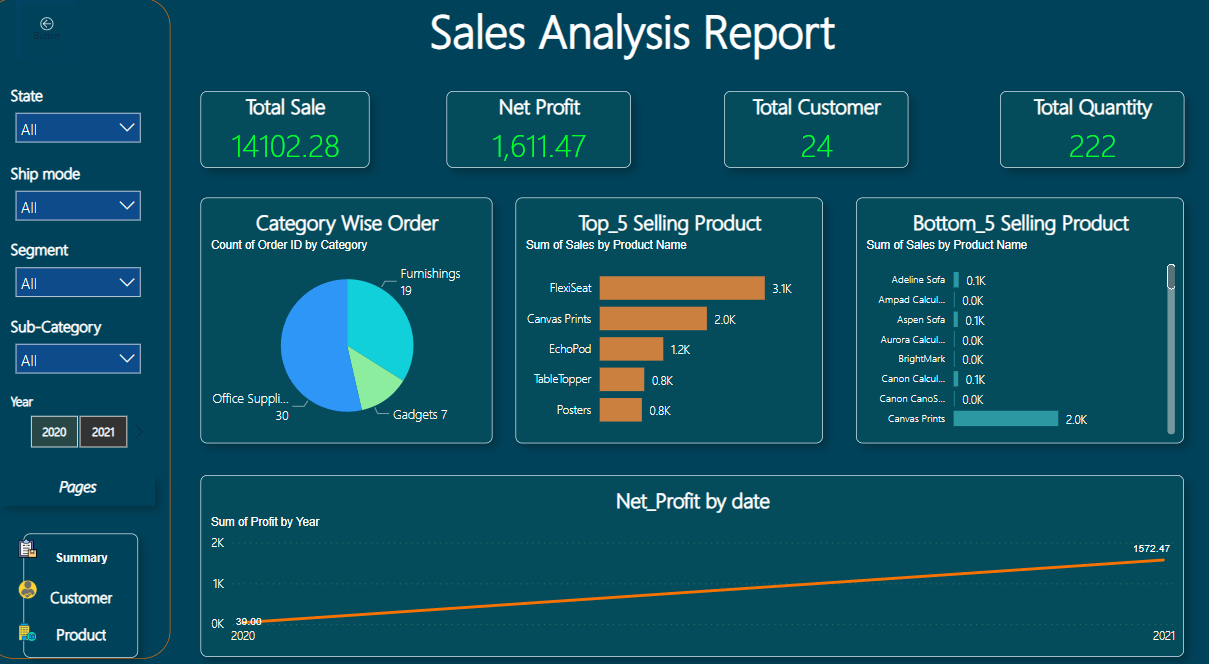 Sales Analysis Report
State
All
Ship mode
All
Segment
All
Sub-Category
All
Year
2020
2021
Pages
Summary
Customer
Product
Total Sale
14102.28
Net Profit
1,611.47
Total Customer
24
Total Quantity
222
Category Wise Order
Count of Order ID by Category
Furnishings
19
Office Suppli...
30
Gadgets 7
Top_5 Selling Product
Sum of Sales by Product Name
FlexiSeat 3.1K
Canvas Prints 2.0K
EchoPod 1.2K
TableTopper 0.8K
Posters 0.8K
Bottom_5 Selling Product
Sum of Sales by Product Name
Adeline Sofa 0.1K
Ampad Calcul... 0.0K
Aspen Sofa 0.1K
Aurora Calcul... 0.0K
BrightMark 0.0K
Canon Calcul... 0.1K
Canon CanoS... 0.0K
Canvas Prints 2.0K
Net_Profit by date
Sum of Profit by Year
2K
1K
0K
39.00
1572.47
2020
2021